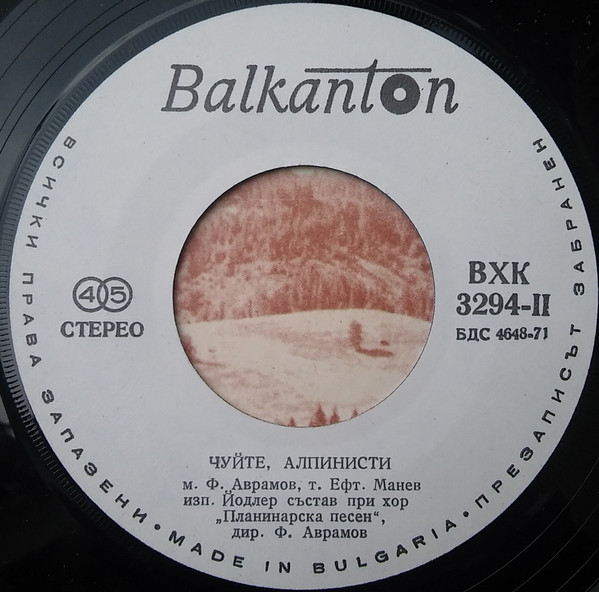 Balkanton
45
СТЕРЕО
ВХК
3294-II
БДС 4648-71
ЧУЙТЕ, АЛПИНИСТИ
м. Ф. Аврамов, т. Ефт. Манев
изп. Йодлер състав при хор
„Планинарска песен“,
дир. Ф. Аврамов
ВСИЧКИ ПРАВА ЗАПАЗЕНИ • MADE IN BULGARIA • ПРЕЗАПИСЪТ ЗАБРАНЕН